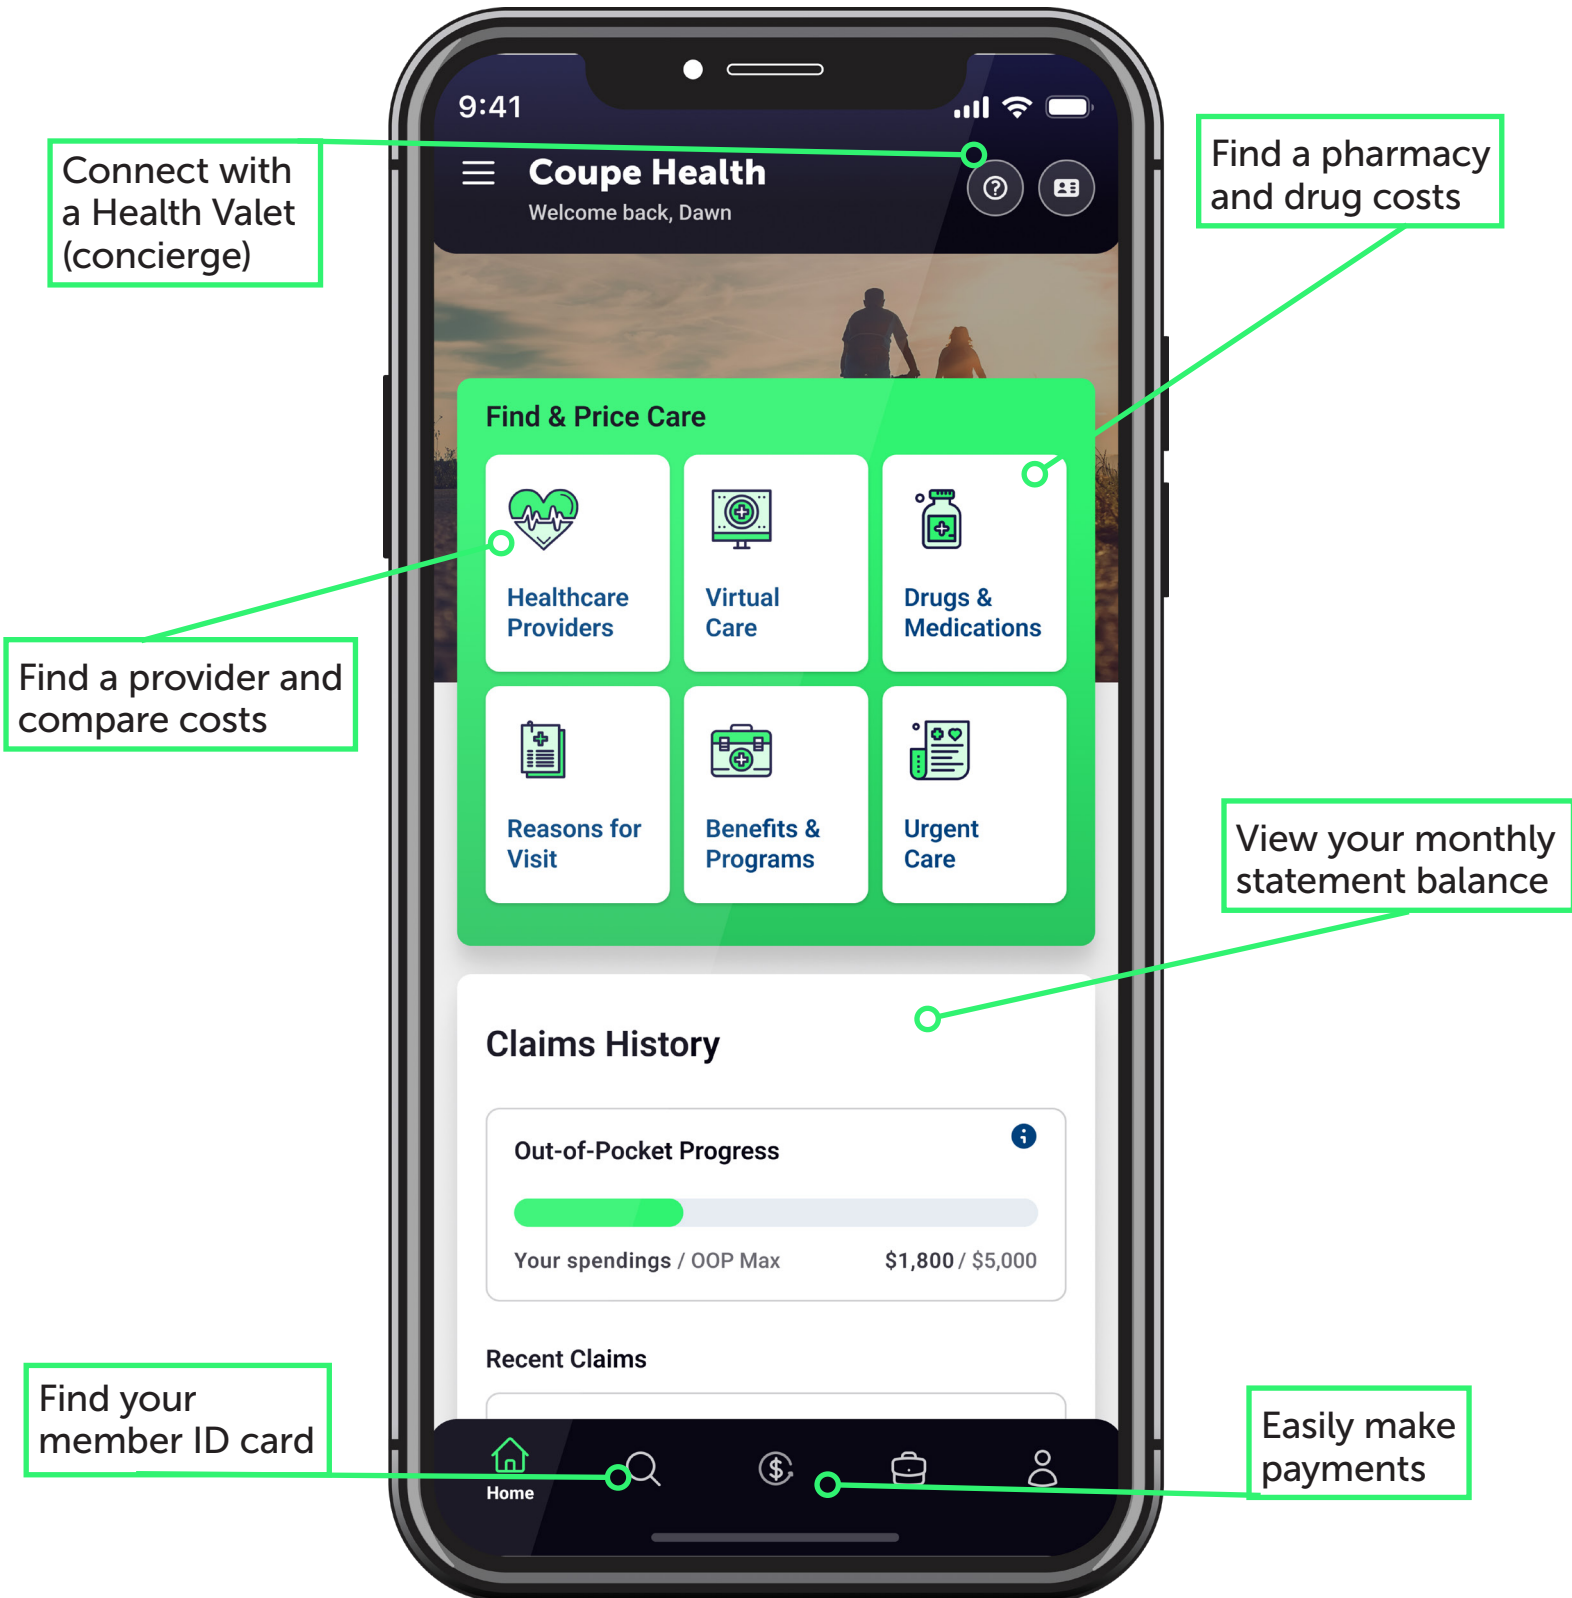 9:41
Coupe Health
Welcome back, Dawn
Connect with
a Health Valet
(concierge)
Find a pharmacy
and drug costs
Find & Price Care
Healthcare
Providers
Virtual
Care
Drugs &
Medications
Find a provider and
compare costs
Reasons for
Visit
Benefits &
Programs
Urgent
Care
View your monthly
statement balance
Claims History
Out-of-Pocket Progress
Your spendings / OOP Max
$1,800 / $5,000
Recent Claims
Find your
member ID card
Easily make
payments
Home